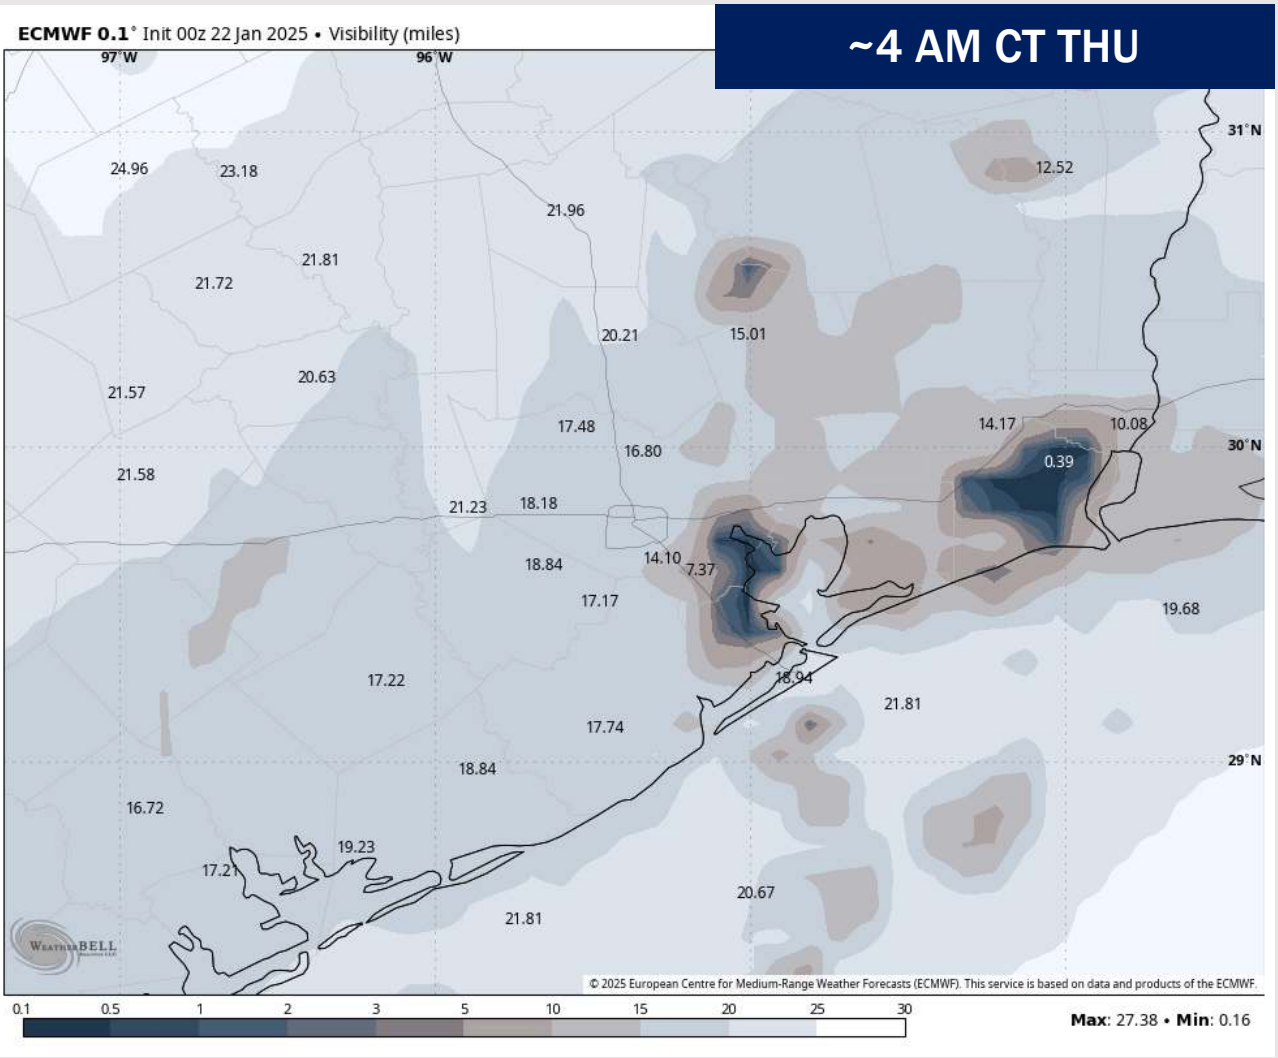 ECMWF 0.1° Init 00z 22 Jan 2025 • Visibility (miles)
~4 AM CT THU
97°W 96°W
31°N
24.96 23.18 12.52
21.96
21.81
21.72
20.21 15.01
20.63
21.57
17.48 14.17 10.08
16.80 30°N
21.58 0.39
21.23 18.18
18.84 14.10 7.37
17.17 19.68
17.22 18.94
21.81
17.74
18.84 29°N
16.72
19.23
17.21
20.67
21.81
WEATHERBELL
© 2025 European Centre for Medium-Range Weather Forecasts (ECMWF). This service is based on data and products of the ECMWF.
0.1 0.5 1 2 3 5 10 15 20 25 30
Max: 27.38 • Min: 0.16